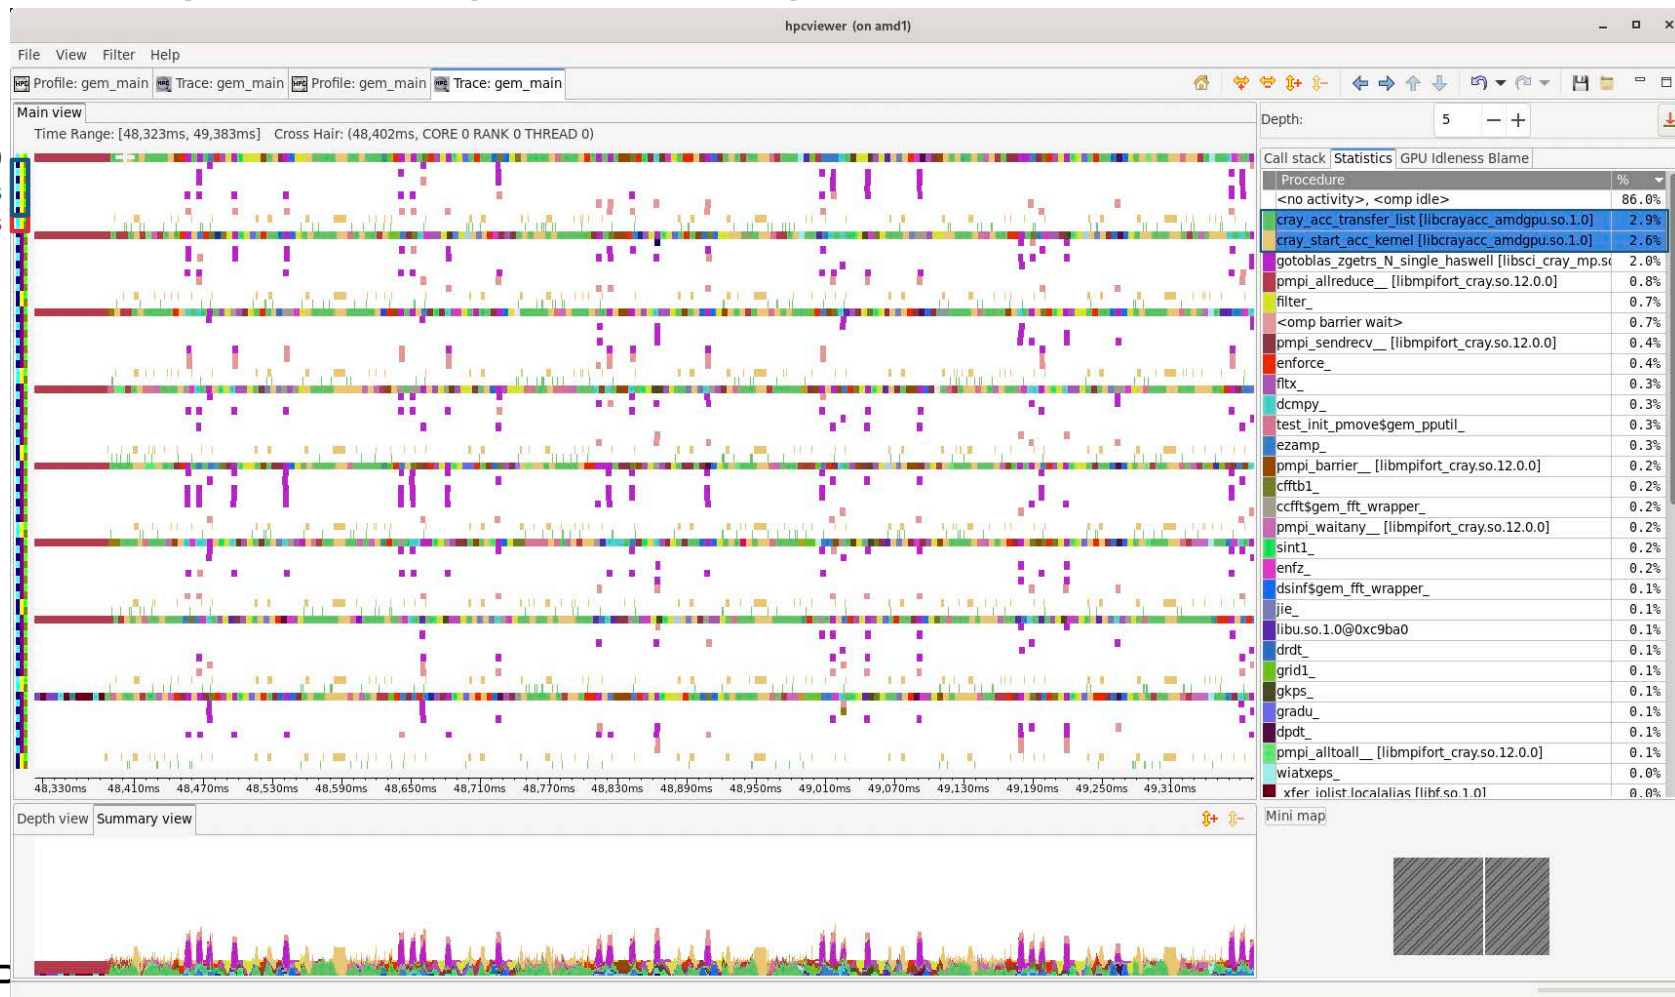 hpcviewer (on amd1)
File View Filter Help
Profile: gem_main Trace: gem_main Profile: gem_main Trace: gem_main
Main view
Time Range: [48,323ms, 49,383ms] Cross Hair: (48,402ms, CORE 0 RANK 0 THREAD 0)
48,330ms 48,410ms 48,470ms 48,530ms 48,590ms 48,650ms 48,710ms 48,770ms 48,830ms 48,890ms 48,950ms 49,010ms 49,070ms 49,130ms 49,190ms 49,250ms 49,310ms
Depth view Summary view
Depth: 5
Call stack Statistics GPU Idleness Blame
Procedure %
<no activity>, <omp idle> 86.0%
cray_acc_transfer_list [libcrayacc_amdgpu.so.1.0] 2.9%
cray_start_acc_kernel [libcrayacc_amdgpu.so.1.0] 2.6%
gotoblas_zgetrs_N_single_haswell [libsci_cray_mp.so 2.0%
pmpi_allreduce__ [libmpifort_cray.so.12.0.0] 0.8%
filter_ 0.7%
<omp barrier wait> 0.7%
pmpi_sendrecv__ [libmpifort_cray.so.12.0.0] 0.4%
enforce_ 0.4%
fltx_ 0.3%
dcmpy_ 0.3%
test_init_pmove$gem_pputil_ 0.3%
ezamp_ 0.3%
pmpi_barrier__ [libmpifort_cray.so.12.0.0] 0.2%
cfftb1_ 0.2%
ccfft$gem_fft_wrapper_ 0.2%
pmpi_waitany__ [libmpifort_cray.so.12.0.0] 0.2%
sint1_ 0.2%
enfz_ 0.2%
dsinf$gem_fft_wrapper_ 0.1%
jie_ 0.1%
libu.so.1.0@0xc9ba0 0.1%
drdt_ 0.1%
grid1_ 0.1%
gkps_ 0.1%
gradu_ 0.1%
dpdt_ 0.1%
pmpi_alltoall__ [libmpifort_cray.so.12.0.0] 0.1%
wiatxeps_ 0.0%
_xfer_iolist.localalias [libf.so.1.0] 0.0%
Mini map